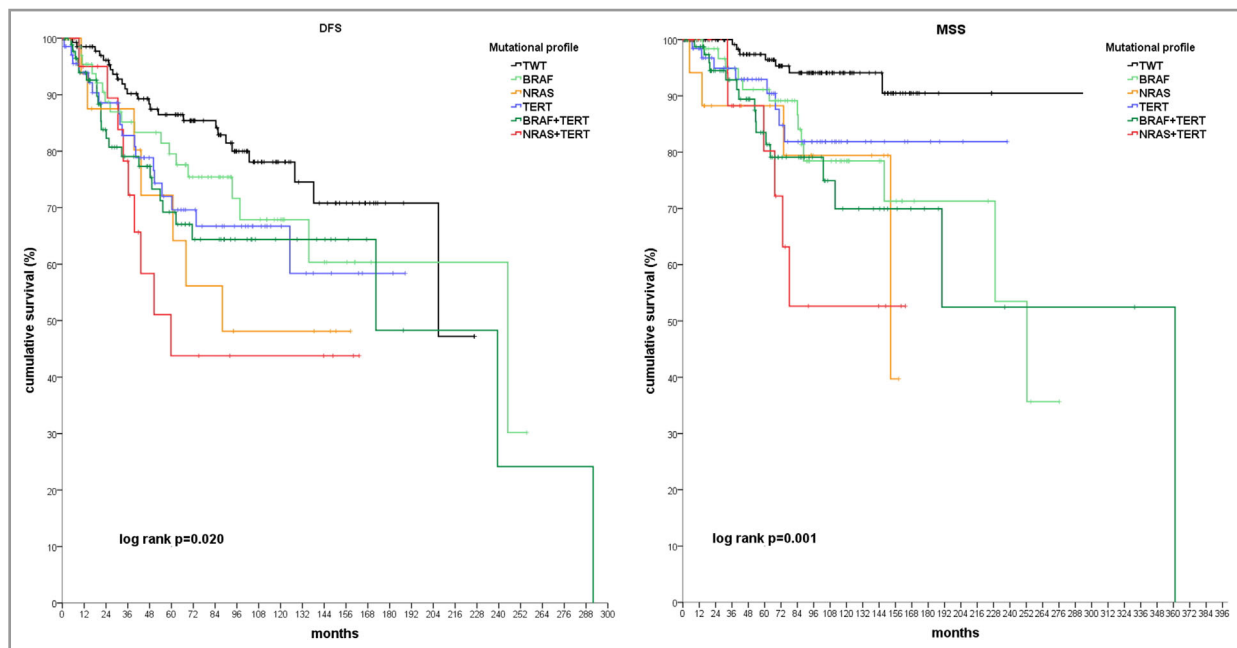 DFS
cumulative survival (%)
100
90
80
70
60
50
40
30
20
10
0
Mutational profile
TWT
BRAF
NRAS
TERT
BRAF+TERT
NRAS+TERT
log rank p=0.020
0 12 24 36 48 60 72 84 96 108 120 132 144 156 168 180 192 204 216 228 240 252 264 276 288 300
months
MSS
cumulative survival (%)
100
90
80
70
60
50
40
30
20
10
0
Mutational profile
TWT
BRAF
NRAS
TERT
BRAF+TERT
NRAS+TERT
log rank p=0.001
0 12 24 36 48 60 72 84 96 108 120 132 144 156 168 180 192 204 216 228 240 252 264 276 288 300 312 324 336 348 360 372 384 396
months